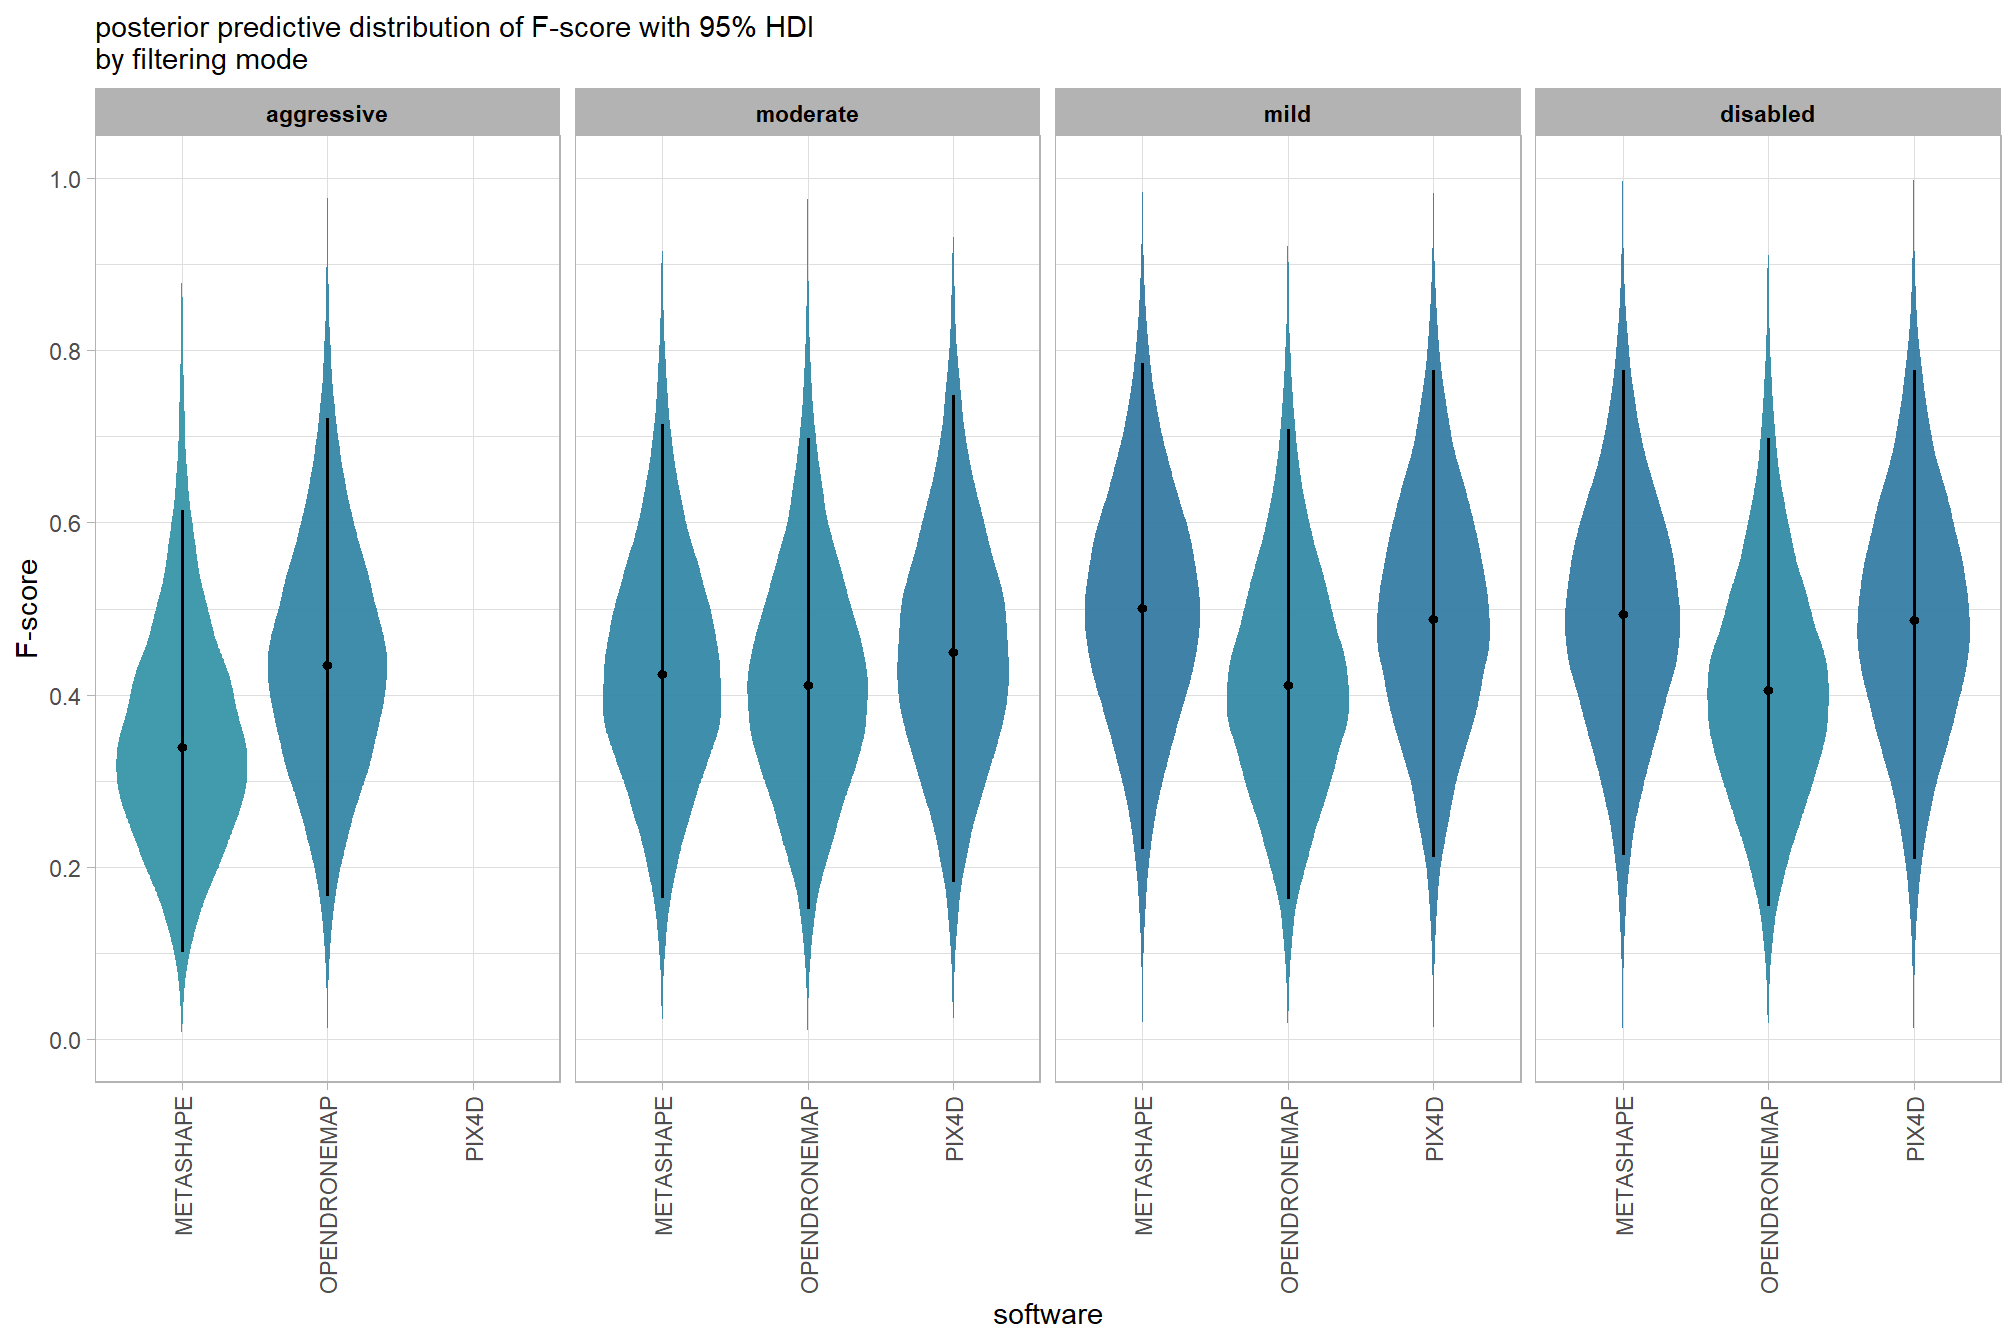 posterior predictive distribution of F-score with 95% HDI
by filtering mode
aggressive
moderate
mild
disabled
F-score
1.0
0.8
0.6
0.4
0.2
0.0
METASHAPE
OPENDRONEMAP
PIX4D
METASHAPE
OPENDRONEMAP
PIX4D
METASHAPE
OPENDRONEMAP
PIX4D
METASHAPE
OPENDRONEMAP
PIX4D
software